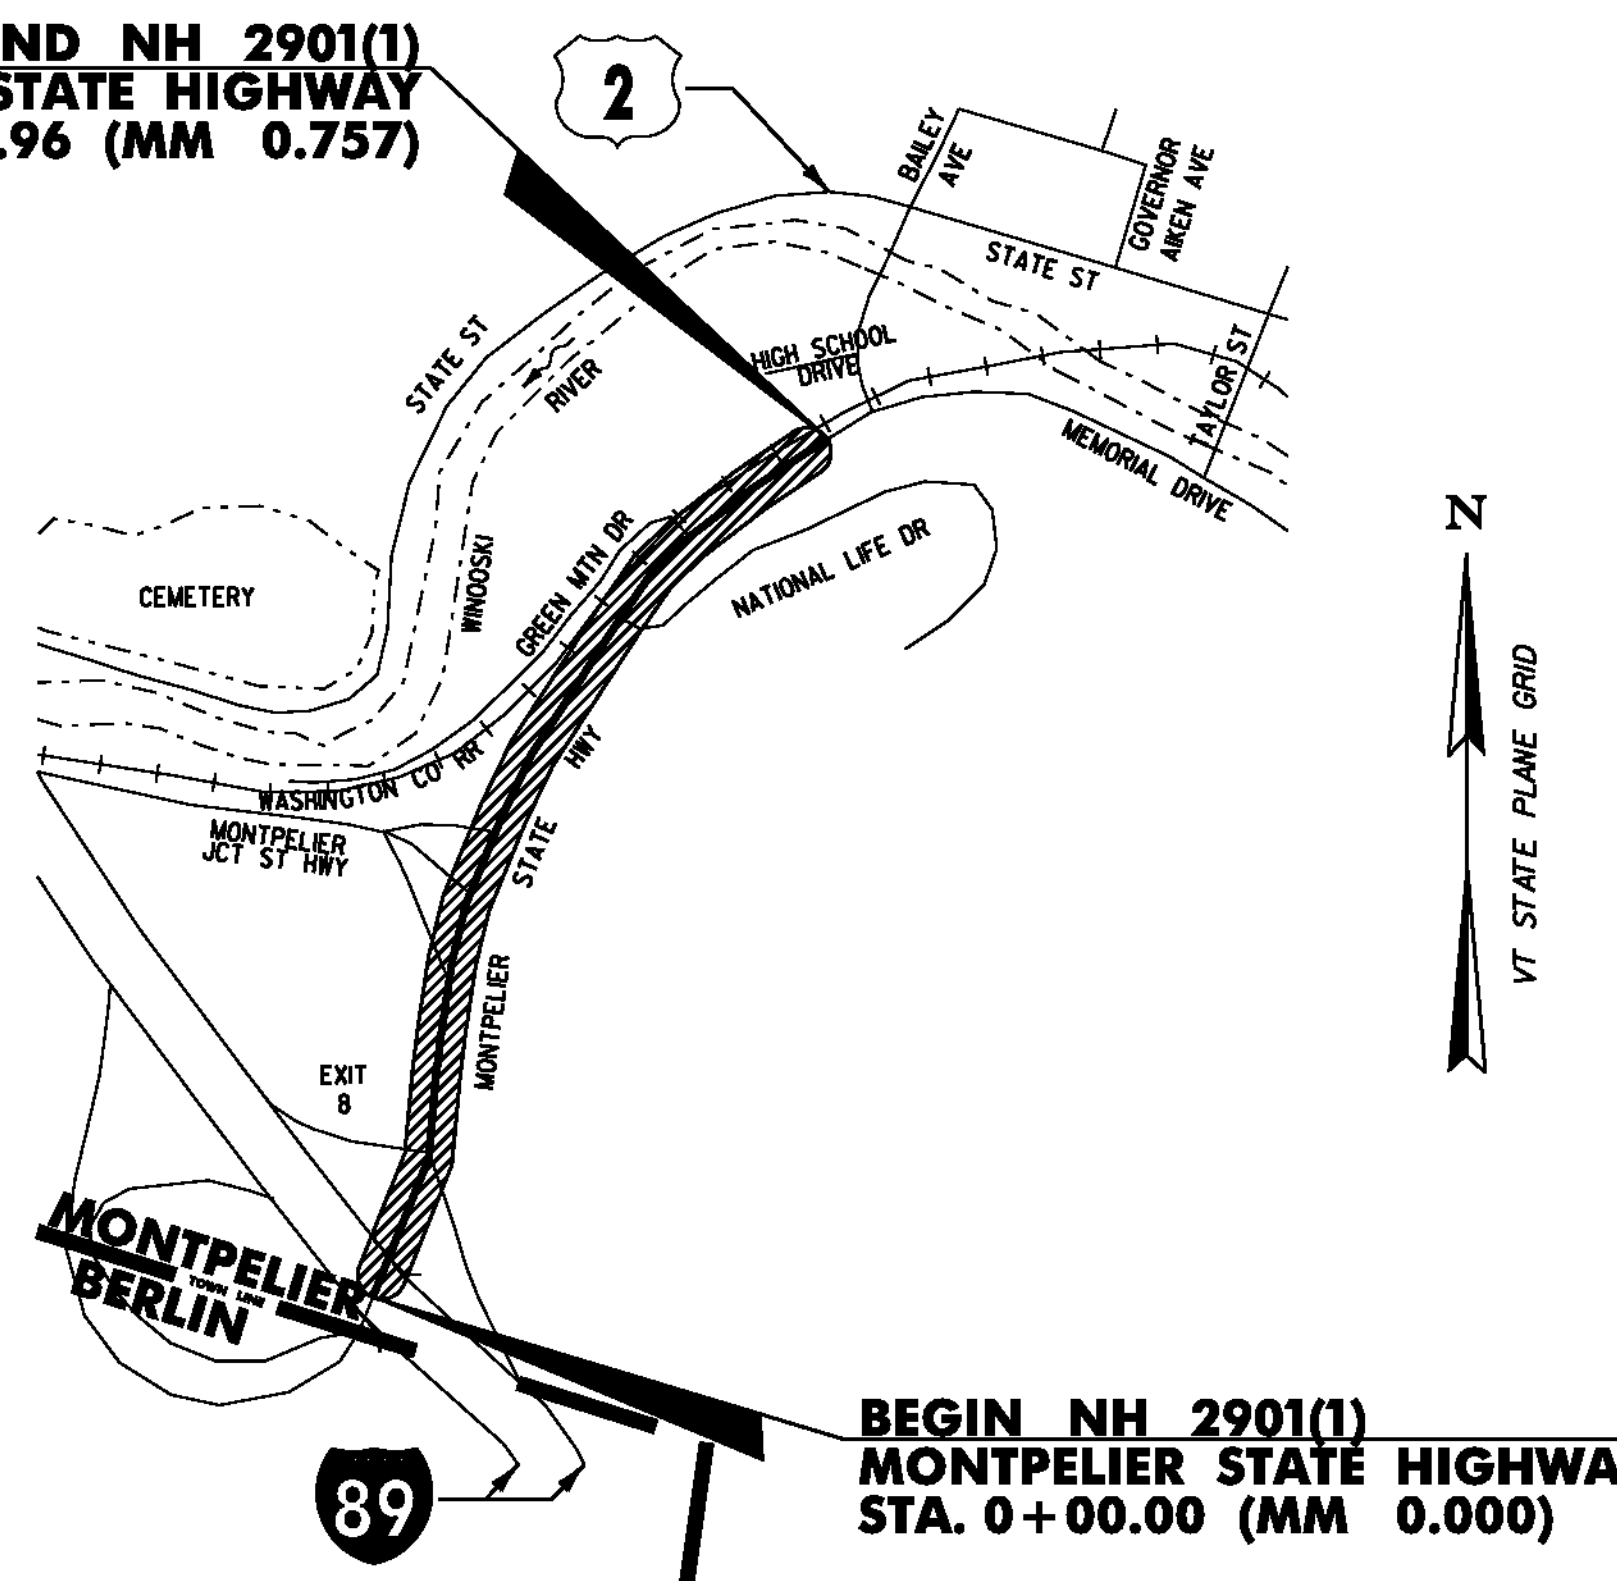 ND NH 2901(1)
STATE HIGHWAY
.96 (MM 0.757)
2
BAILEY
AVE
GOVERNOR
AIKEN AVE
STATE ST
STATE ST
HIGH SCHOOL
DRIVE
RIVER
TAYLOR ST
MEMORIAL DRIVE
N
VT STATE PLANE GRID
NATIONAL LIFE DR
GREEN MTN DR
WINOOSKI
CEMETERY
HWY
WASHINGTON CO RR
STATE
MONTPELIER
JCT ST HWY
MONTPELIER
EXIT
8
MONTPELIER
TOWN LINE
BERLIN
BEGIN NH 2901(1)
MONTPELIER STATE HIGHWA
STA. 0+00.00 (MM 0.000)
89